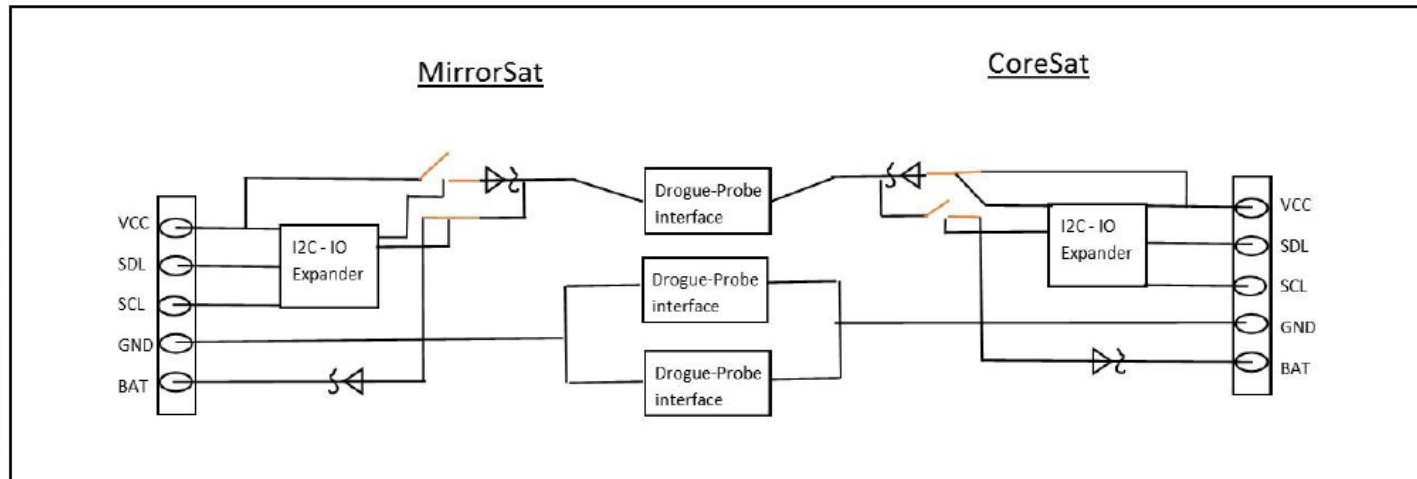 MirrorSat
CoreSat
Drogue-Probe
interface
VCC
SDL
SCL
GND
BAT
I2C - IO
Expander
Drogue-Probe
interface
Drogue-Probe
interface
I2C - IO
Expander
VCC
SDL
SCL
GND
BAT